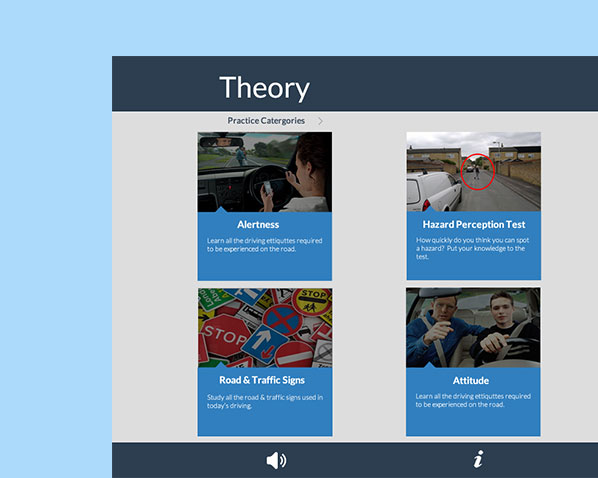 Theory
Practice Catergories
Alertness
Learn all the driving ettiquttes required
to be experienced on the road.
Hazard Perception Test
How quickly do you think you can spot
a hazard? Put your knowledge to the
test.
STOP
STOP
Road & Traffic Signs
Study all the road & traffic signs used in
today's driving.
Attitude
Learn all the driving ettiquttes required
to be experienced on the road.